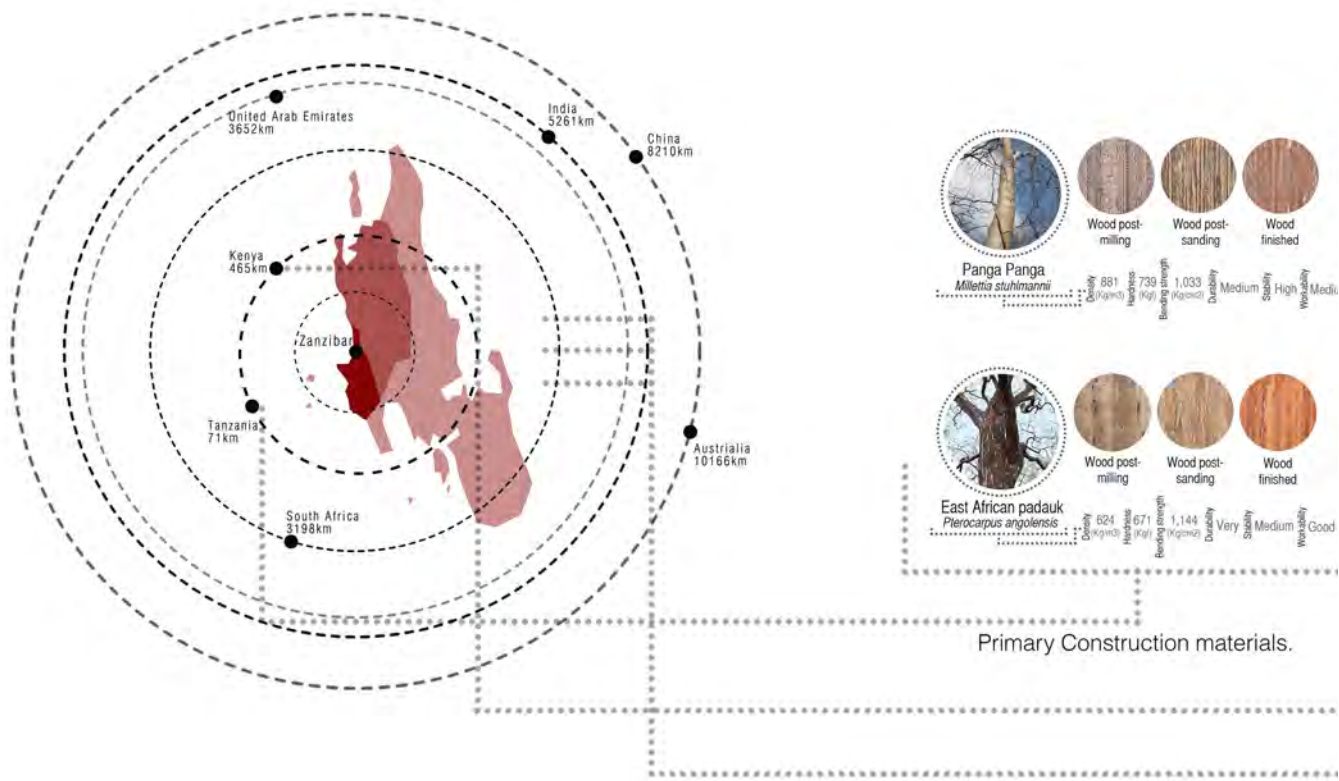 United Arab Emirates
3652km
India
5261km
China
8210km
Kenya
465km
Zanzibar
Tanzania
71km
South Africa
3198km
Austrialia
10166km
Wood post-
milling
Wood post-
sanding
Wood
finished
Panga Panga
Millettia stuhlmannii
Density
881
(Kg/m3)
Hardness
739
(Kgf)
Bending strength
1,033
(Kg/cm2)
Durability
Medium
Stability
High
Workability
Mediu
Wood post-
milling
Wood post-
sanding
Wood
finished
East African padauk
Pterocarpus angolensis
Density
624
(Kg/m3)
Hardness
671
(Kgf)
Bending strength
1,144
(Kg/cm2)
Durability
Very
Stability
Medium
Workability
Good
Primary Construction materials.